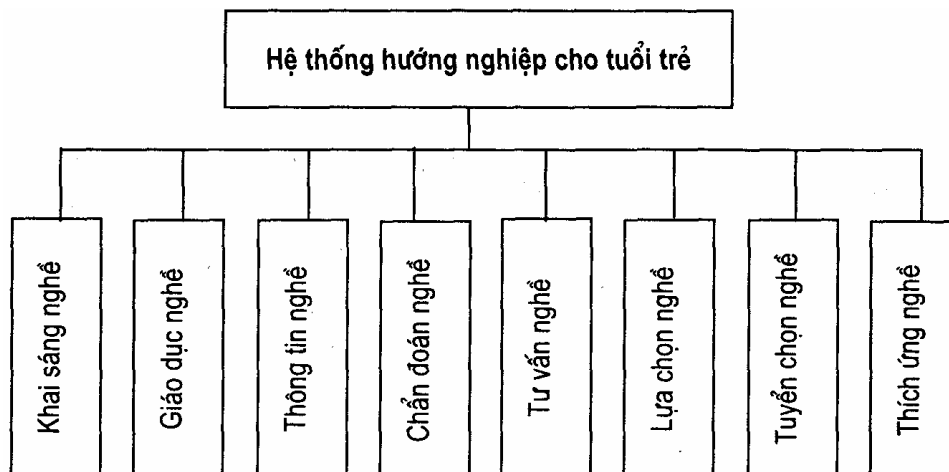 Hệ thống hướng nghiệp cho tuổi trẻ
Khai sáng nghề
Giáo dục nghề
Thông tin nghề
Chẩn đoán nghề
Tư vấn nghề
Lựa chọn nghề
Tuyển chọn nghề
Thích ứng nghề